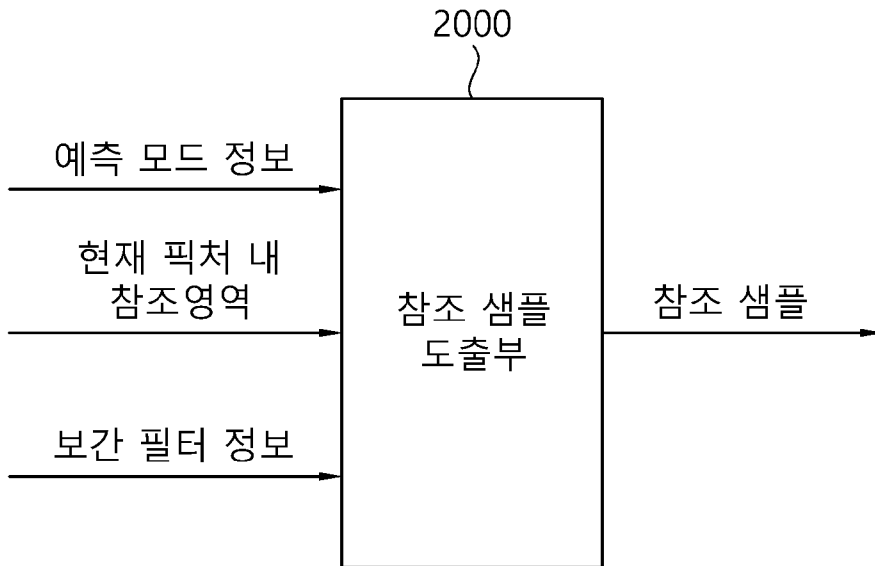 2000
예측 모드 정보
현재 픽처 내
참조영역
보간 필터 정보
참조 샘플
도출부
참조 샘플